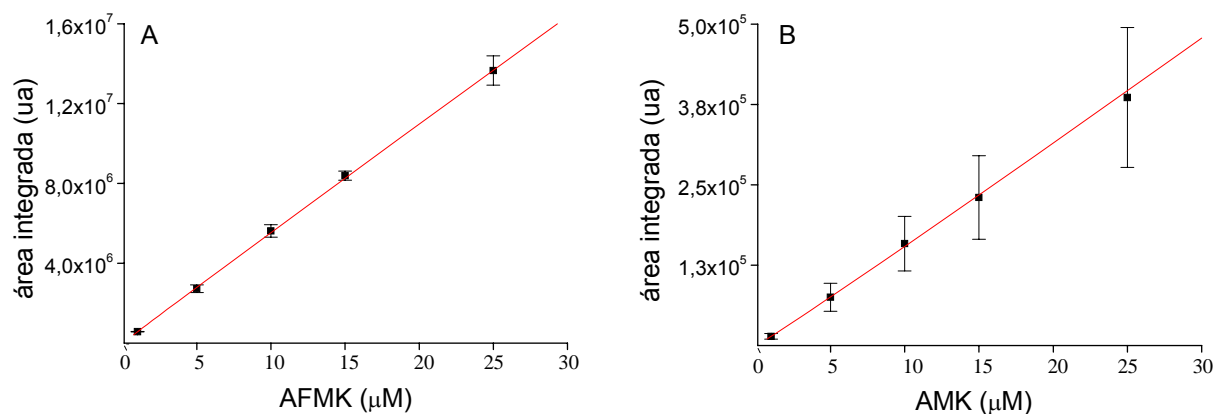 A
área integrada (ua)
1,6x10⁷
1,2x10⁷
8,0x10⁶
4,0x10⁶
0 5 10 15 20 25 30
AFMK (μM)
B
área integrada (ua)
5,0x10⁵
3,8x10⁵
2,5x10⁵
1,3x10⁵
0 5 10 15 20 25 30
AMK (μM)